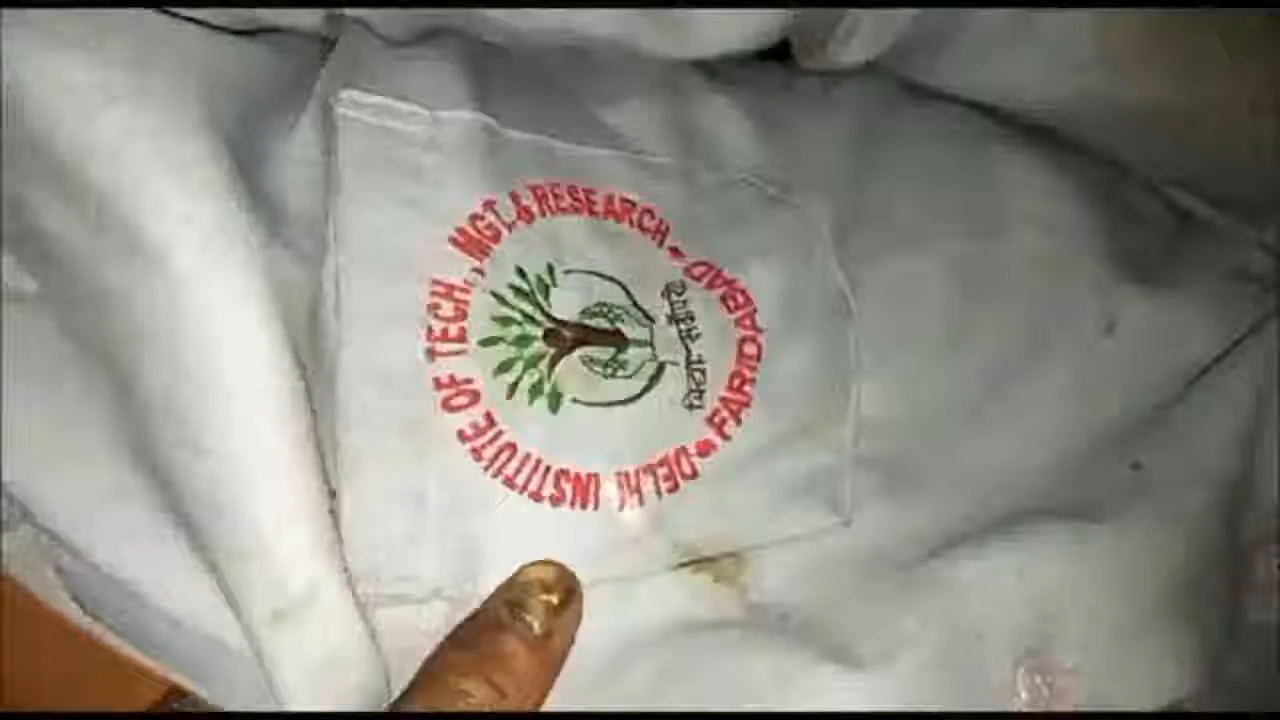 DELHI INSTITUTE OF TECH., MGT. & RESEARCH - FARIDABAD